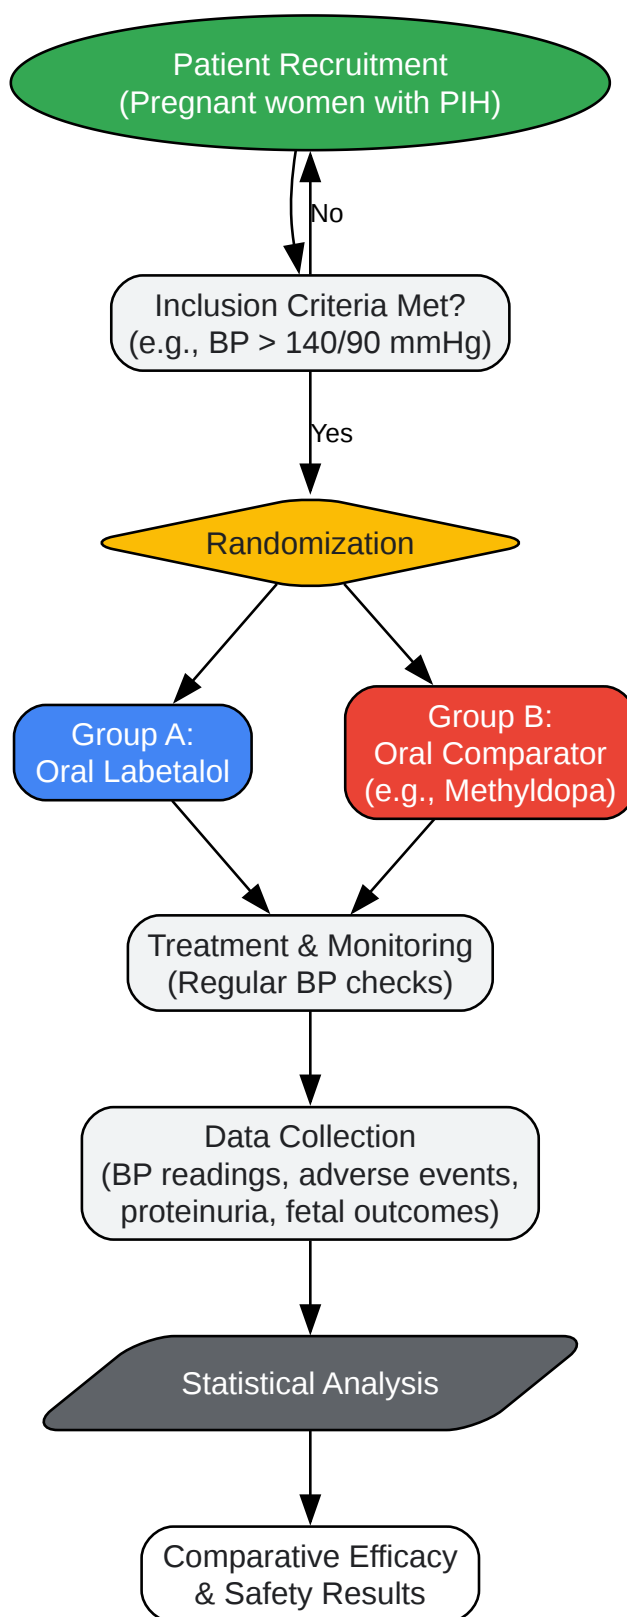 Patient Recruitment
(Pregnant women with PIH)
No
Inclusion Criteria Met?
(e.g., BP > 140/90 mmHg)
Yes
Randomization
Group A:
Oral Labetalol
Group B:
Oral Comparator
(e.g., Methyldopa)
Treatment & Monitoring
(Regular BP checks)
Data Collection
(BP readings, adverse events,
proteinuria, fetal outcomes)
Statistical Analysis
Comparative Efficacy
& Safety Results